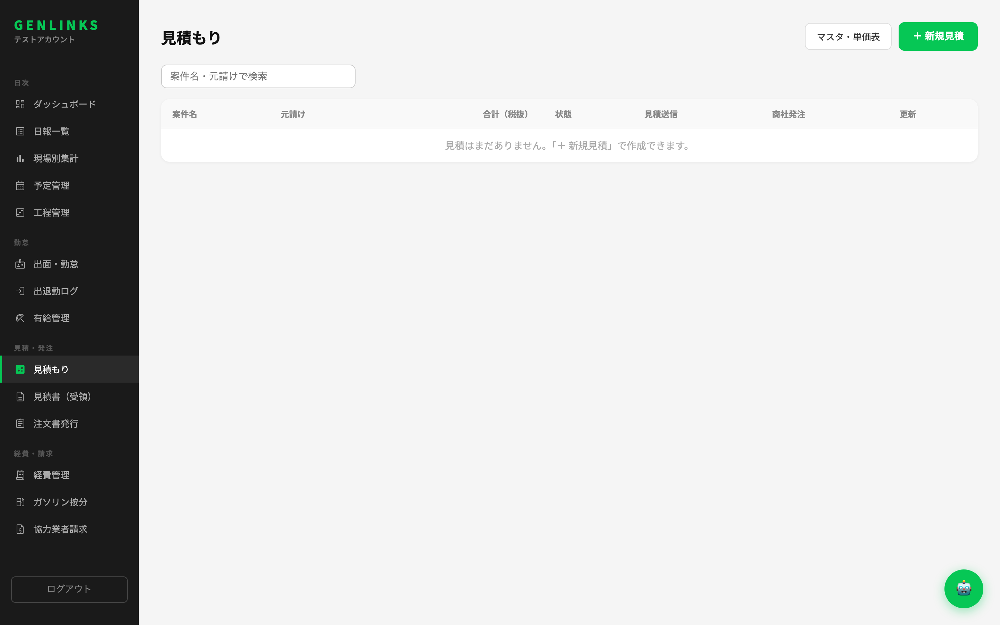 GENLINKS
テストアカウント
日次
ダッシュボード
日報一覧
現場別集計
予定管理
工程管理
勤怠
出面・勤怠
出退勤ログ
有給管理
見積・発注
見積もり
見積書（受領）
注文書発行
経費・請求
経費管理
ガソリン按分
協力業者請求
ログアウト
見積もり
マスタ・単価表
＋ 新規見積
案件名・元請けで検索
案件名 元請け 合計（税抜） 状態 見積送信 商社発注 更新
見積はまだありません。「＋ 新規見積」で作成できます。